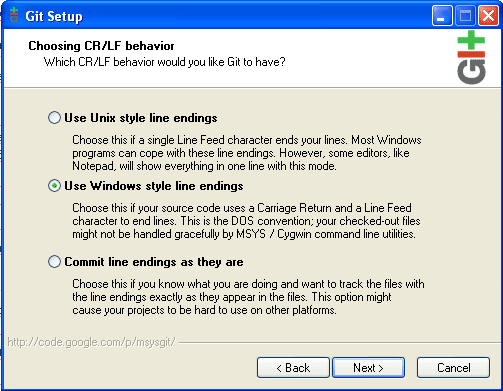 Git Setup
Choosing CR/LF behavior
Which CR/LF behavior would you like Git to have?
Git
Use Unix style line endings
Choose this if a single Line Feed character ends your lines. Most Windows
programs can cope with these line endings. However, some editors, like
Notepad, will show everything in one line with this mode.
Use Windows style line endings
Choose this if your source code uses a Carriage Return and a Line Feed
character to end lines. This is the DOS convention; your checked-out files
might not be handled gracefully by MSYS / Cygwin command line utilities.
Commit line endings as they are
Choose this if you know what you are doing and want to track the files with
the line endings exactly as they appear in the files. This option might
cause your projects to be hard to use on other platforms.
http://code.google.com/p/msysgit/
< Back Next > Cancel